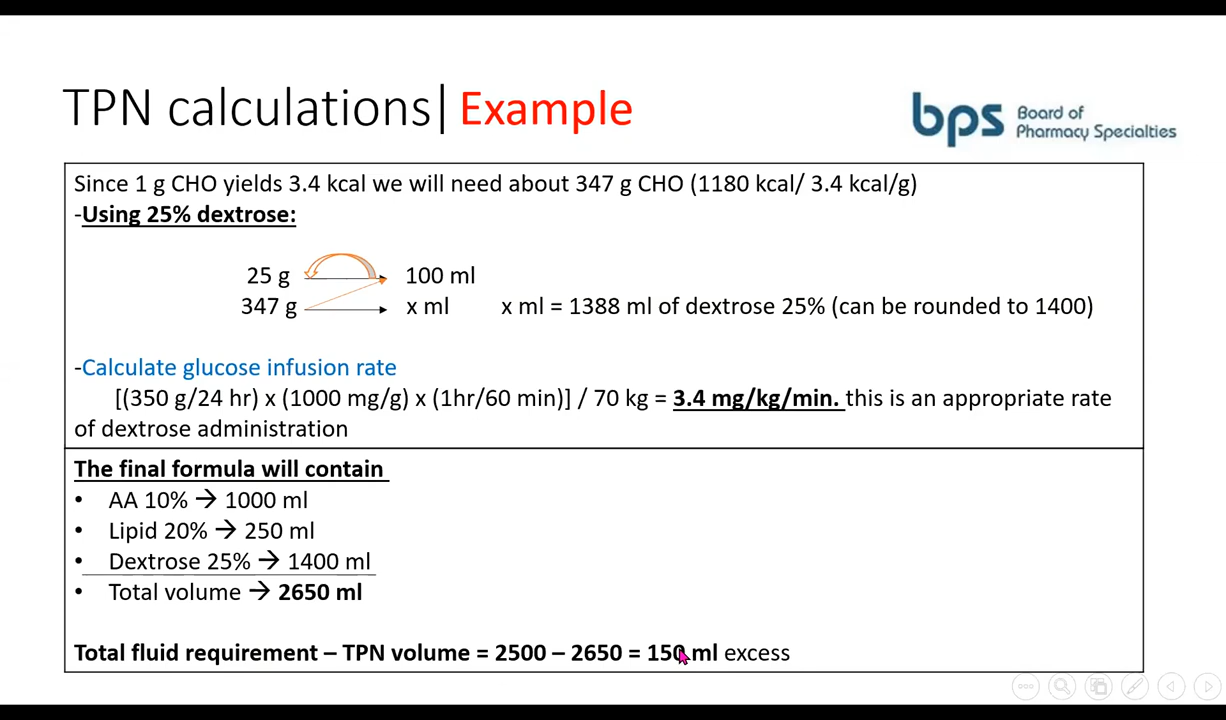 TPN calculations| Example
bps Board of
Pharmacy Specialties
Since 1 g CHO yields 3.4 kcal we will need about 347 g CHO (1180 kcal/ 3.4 kcal/g)
-Using 25% dextrose:
25 g 100 ml
347 g x ml x ml = 1388 ml of dextrose 25% (can be rounded to 1400)
-Calculate glucose infusion rate
[(350 g/24 hr) x (1000 mg/g) x (1hr/60 min)] / 70 kg = 3.4 mg/kg/min. this is an appropriate rate
of dextrose administration
The final formula will contain
• AA 10% → 1000 ml
• Lipid 20% → 250 ml
• Dextrose 25% → 1400 ml
• Total volume → 2650 ml
Total fluid requirement – TPN volume = 2500 – 2650 = 150 ml excess